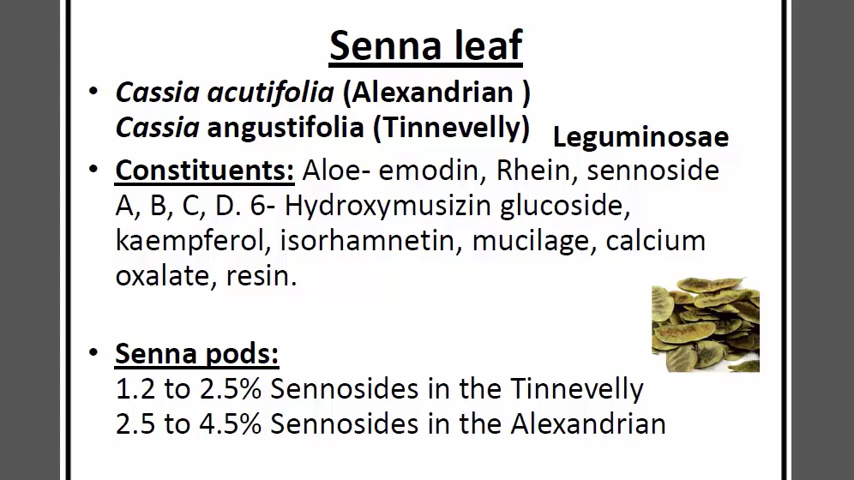 Senna leaf
• Cassia acutifolia (Alexandrian )
Cassia angustifolia (Tinnevelly) Leguminosae
• Constituents: Aloe- emodin, Rhein, sennoside
A, B, C, D. 6- Hydroxymusizin glucoside,
kaempferol, isorhamnetin, mucilage, calcium
oxalate, resin.
• Senna pods:
1.2 to 2.5% Sennosides in the Tinnevelly
2.5 to 4.5% Sennosides in the Alexandrian